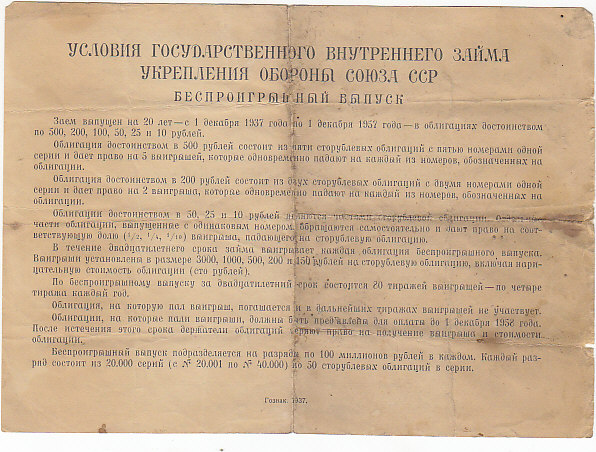 УСЛОВИЯ ГОСУДАРСТВЕННОГО ВНУТРЕННЕГО ЗАЙМА
УКРЕПЛЕНИЯ ОБОРОНЫ СОЮЗА ССР
БЕСПРОИГРЫШНЫЙ ВЫПУСК
Заем выпущен на 20 лет — с 1 декабря 1937 года по 1 декабря 1957 года — в облигациях достоинством
по 500, 200, 100, 50, 25 и 10 рублей.
Облигация достоинством в 500 рублей состоит из пяти сторублевых облигаций с пятью номерами одной
серии и дает право на 5 выигрышей, которые одновременно падают на каждый из номеров, обозначенных на
облигации.
Облигация достоинством в 200 рублей состоит из двух сторублевых облигаций с двумя номерами одной
серии и дает право на 2 выигрыша, которые одновременно падают на каждый из номеров, обозначенных на
облигации.
Облигации достоинством в 50, 25 и 10 рублей являются частями сторублевой облигации.
части облигации, выпущенные с одинаковым номером, обращаются самостоятельно и дают право на соот-
ветствующую долю (1/2, 1/4, 1/10) выигрыша, падающего на сторублевую облигацию.
В течение двадцатилетнего срока займа выигрывает каждая облигация беспроигрышного выпуска.
Выигрыши установлены в размере 3000, 1000, 500, 200 и 150 рублей на сторублевую облигацию, включая нари-
цательную стоимость облигации (сто рублей).
По беспроигрышному выпуску за двадцатилетний срок состоится 80 тиражей выигрышей — по четыре
тиража каждый год.
Облигация, на которую пал выигрыш, погашается и в дальнейших тиражах выигрышей не участвует.
Облигации, на которые пали выигрыши, должны быть предъявлены для оплаты до 1 декабря 1958 года.
После истечения этого срока держатели облигаций теряют право на получение выигрыша и стоимости
облигации.
Беспроигрышный выпуск подразделяется на разряды по 100 миллионов рублей в каждом. Каждый раз-
ряд состоит из 20.000 серий (с № 20.001 по № 40.000) по 50 сторублевых облигаций в серии.
Гознак. 1937.